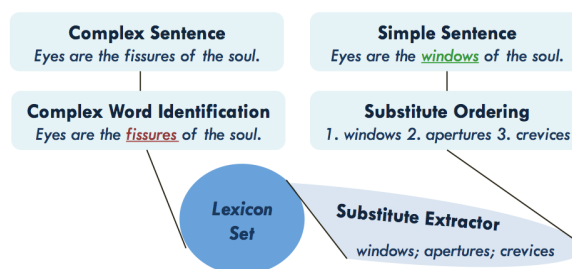 Complex Sentence
Eyes are the fissures of the soul.
Complex Word Identification
Eyes are the fissures of the soul.
Lexicon
Set
Substitute Extractor
windows; apertures; crevices
Substitute Ordering
1. windows 2. apertures 3. crevices
Simple Sentence
Eyes are the windows of the soul.